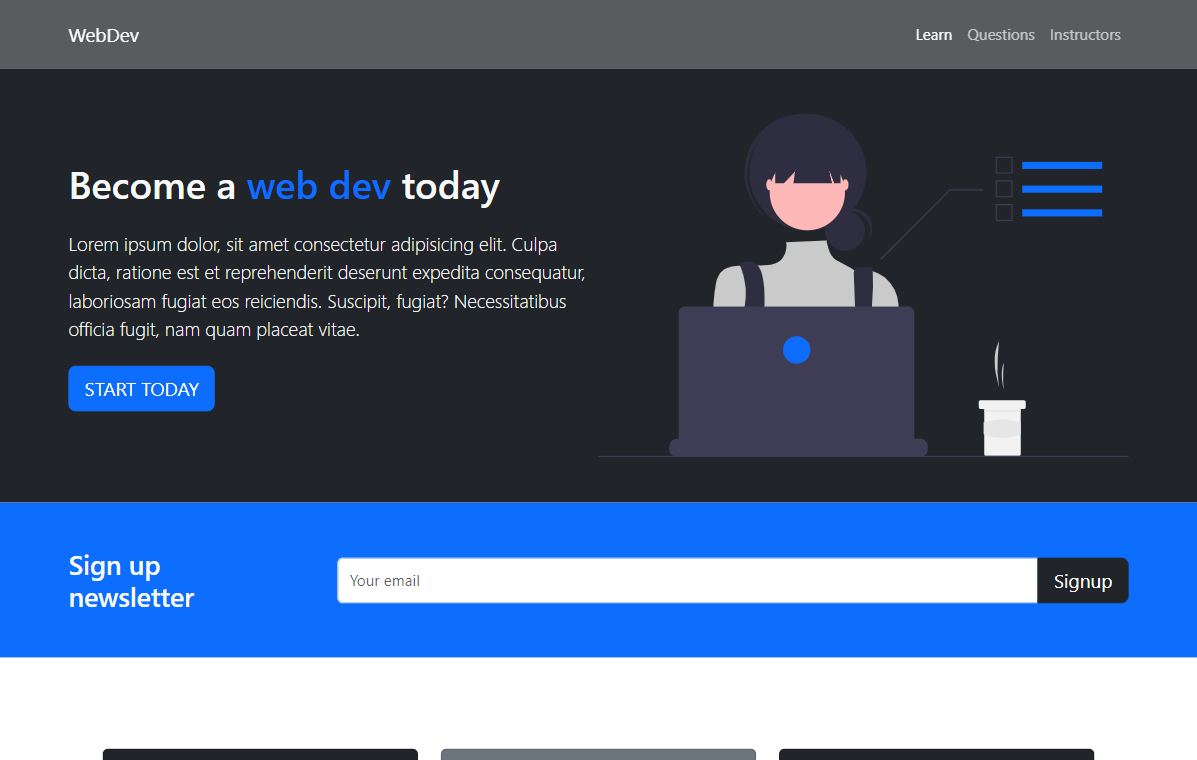 WebDev
Learn Questions Instructors
Become a web dev today
Lorem ipsum dolor, sit amet consectetur adipisicing elit. Culpa
dicta, ratione est et reprehenderit deserunt expedita consequatur,
laboriosam fugiat eos reiciendis. Suscipit, fugiat? Necessitatibus
officia fugit, nam quam placeat vitae.
START TODAY
Sign up
newsletter
Your email
Signup